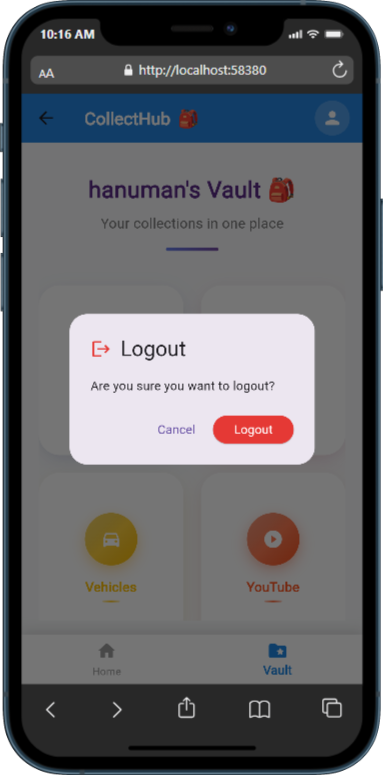 10:16 AM
AA http://localhost:58380
CollectHub
hanuman's Vault
Your collections in one place
Logout
Are you sure you want to logout?
Cancel Logout
Vehicles YouTube
Home Vault